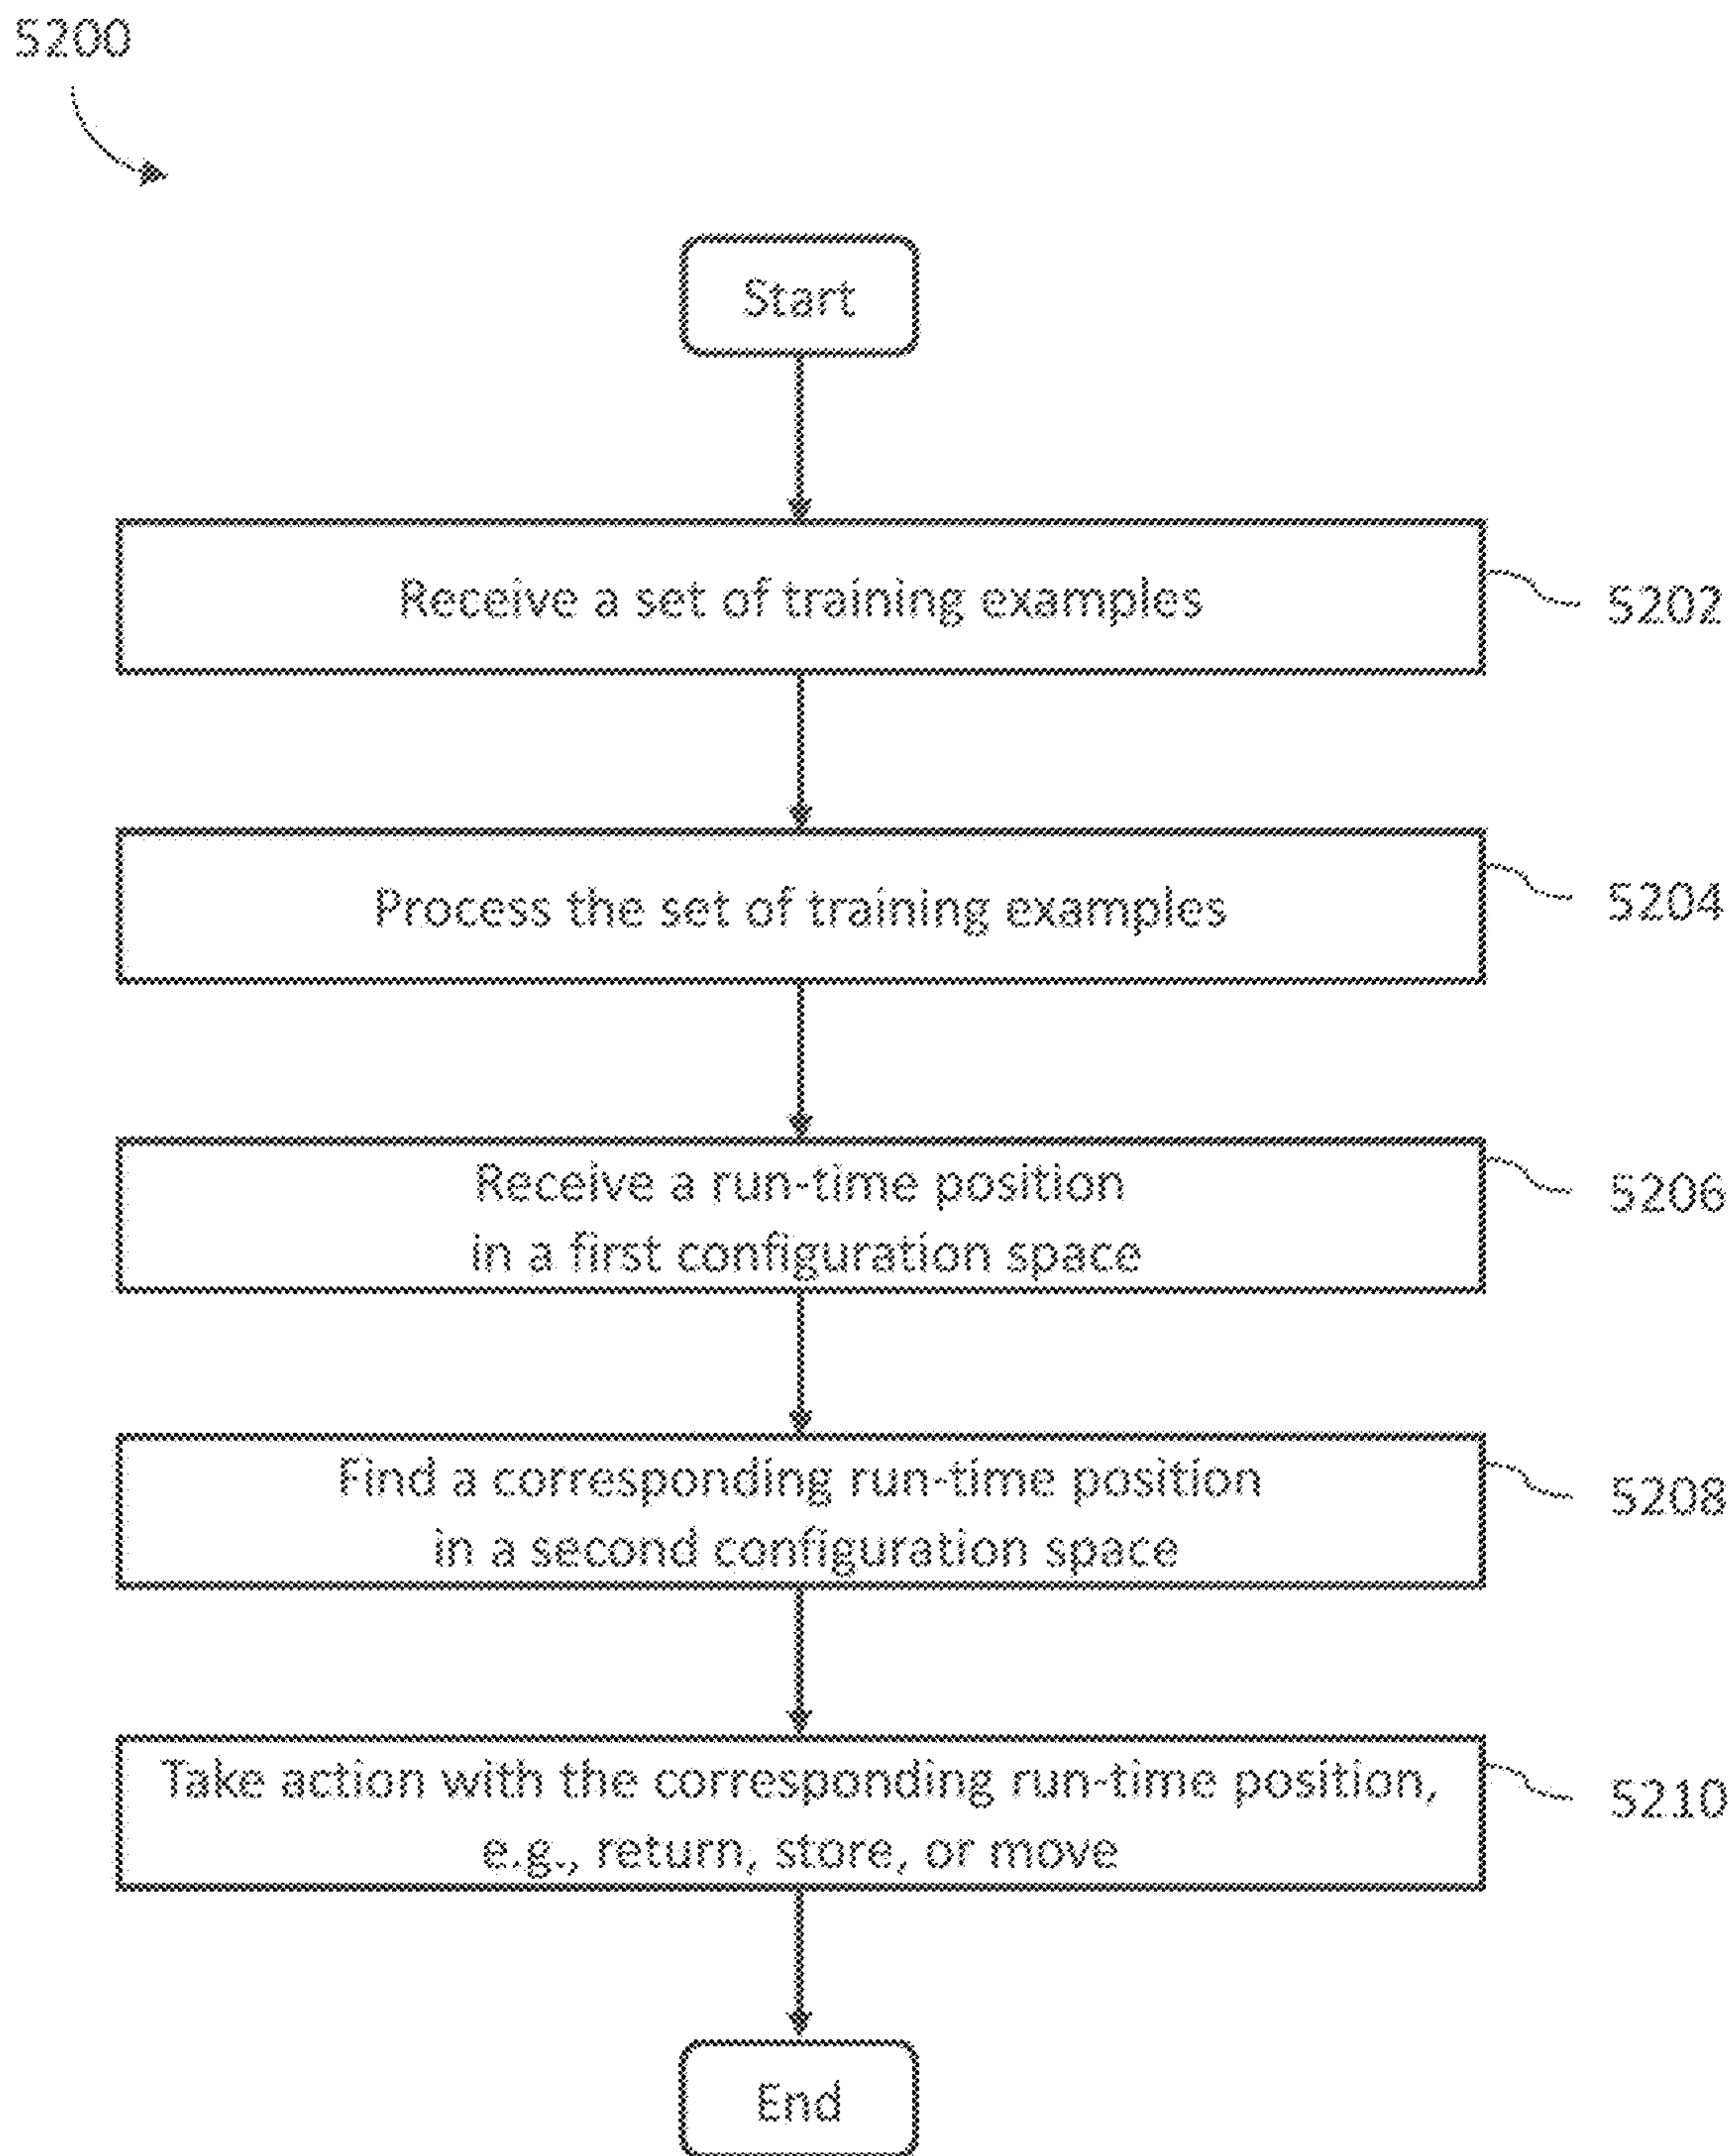 5200
Start
Receive a set of training examples
5202
Process the set of training examples
5204
Receive a run-time position
in a first configuration space
5206
Find a corresponding run-time position
in a second configuration space
5208
Take action with the corresponding run-time position,
e.g., return, store, or move
5210
End